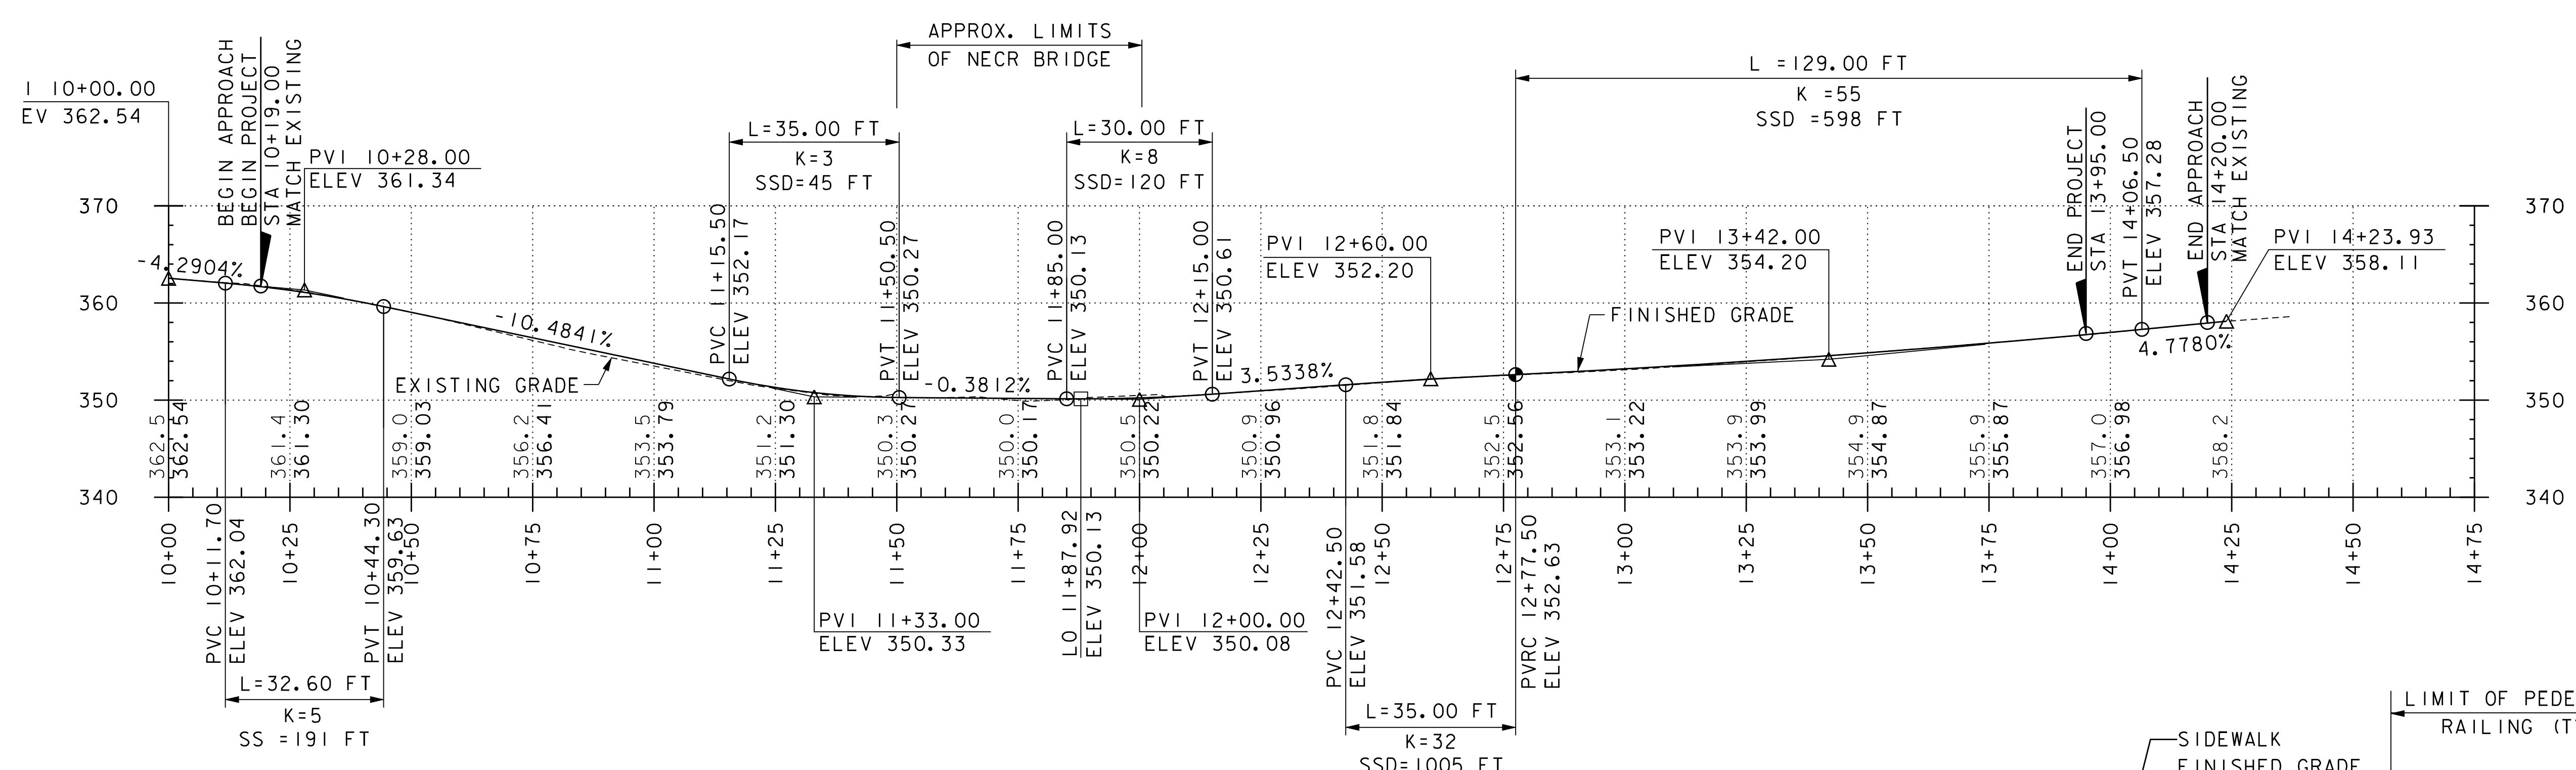 APPROX. LIMITS
OF NECR BRIDGE
L =129.00 FT
K =55
SSD =598 FT
I 10+00.00
EV 362.54
BEGIN APPROACH
BEGIN PROJECT
STA 10+19.00
MATCH EXISTING
PVI 10+28.00
ELEV 361.34
L=35.00 FT
K=3
SSD=45 FT
L=30.00 FT
K=8
SSD=120 FT
PVC 11+15.50
ELEV 352.17
PVT 11+50.50
ELEV 350.27
PVC 11+85.00
ELEV 350.13
PVT 12+15.00
ELEV 350.61
PVI 12+60.00
ELEV 352.20
PVI 13+42.00
ELEV 354.20
END PROJECT
STA 13+95.00
PVT 14+06.50
ELEV 357.28
END APPROACH
STA 14+20.00
MATCH EXISTING
PVI 14+23.93
ELEV 358.11
370
370
360
360
350
350
340
340
-4.2904%
-10.4841%
-0.3812%
3.5338%
4.7780%
EXISTING GRADE
FINISHED GRADE
362.5
362.54
361.4
361.30
359.0
359.03
356.2
356.41
353.5
353.79
351.2
351.30
350.3
350.27
350.0
350.17
350.5
350.22
350.9
350.96
351.8
351.84
352.5
352.56
353.1
353.22
353.9
353.99
354.9
354.87
355.9
355.87
357.0
356.98
358.2
10+00
10+25
10+50
10+75
11+00
11+25
11+50
11+75
12+00
12+25
12+50
12+75
13+00
13+25
13+50
13+75
14+00
14+25
14+50
14+75
PVC 10+11.70
ELEV 362.04
PVT 10+44.30
ELEV 359.63
L=32.60 FT
K=5
SS =191 FT
PVI 11+33.00
ELEV 350.33
LO 11+87.92
ELEV 350.13
PVI 12+00.00
ELEV 350.08
PVC 12+42.50
ELEV 351.58
PVRC 12+77.50
ELEV 352.63
L=35.00 FT
K=32
SSD=1005 FT
LIMIT OF PEDE
RAILING (T
SIDEWALK
FINISHED GRADE